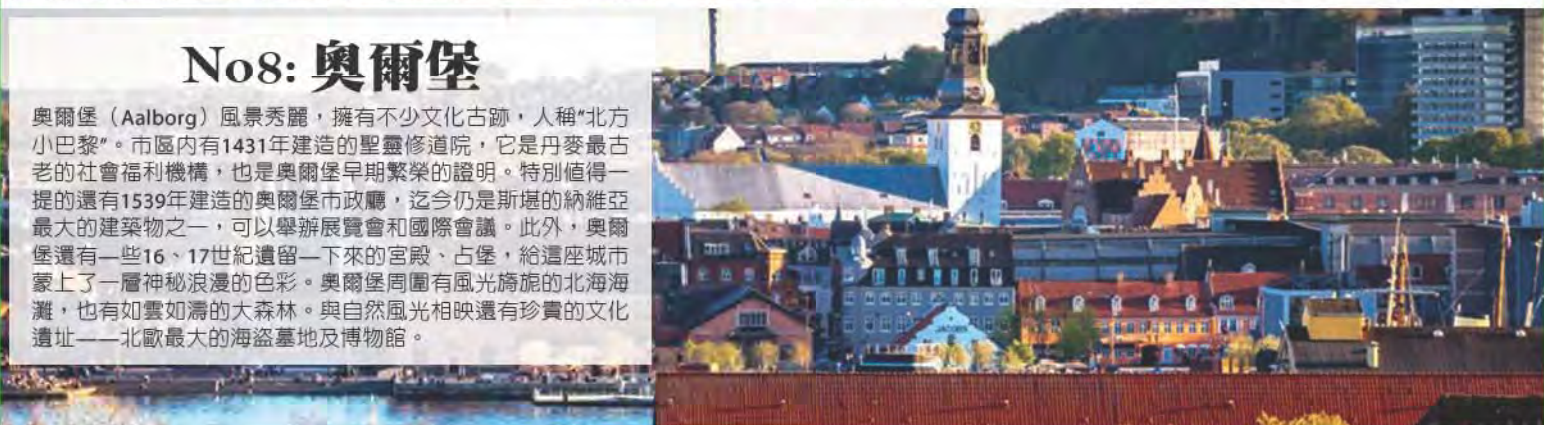 No8: 奧爾堡
奧爾堡（Aalborg）風景秀麗，擁有不少文化古跡，人稱“北方
小巴黎”。市區内有1431年建造的聖靈修道院，它是丹麥最古
老的社會福利機構，也是奧爾堡早期繁榮的證明。特別值得一
提的還有1539年建造的奧爾堡市政廳，迄今仍是斯堪的納維亞
最大的建築物之一，可以舉辦展覽會和國際會議。此外，奧爾
堡還有—些16、17世紀遺留—下來的宮殿、占堡，給這座城市
蒙上了一層神秘浪漫的色彩。奧爾堡周圍有風光旖旎的北海海
灘，也有如雲如濤的大森林。與自然風光相映還有珍貴的文化
遺址——北歐最大的海盜墓地及博物館。
JACOBS